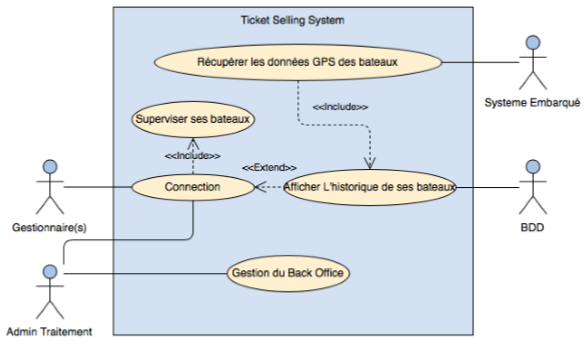 Ticket Selling System
Récupérer les données GPS des bateaux
Systeme Embarqué
<<Include>>
Superviser ses bateaux
<<Include>>
<<Extend>>
Connection
Afficher L'historique de ses bateaux
Gestionnaire(s)
BDD
Gestion du Back Office
Admin Traitement